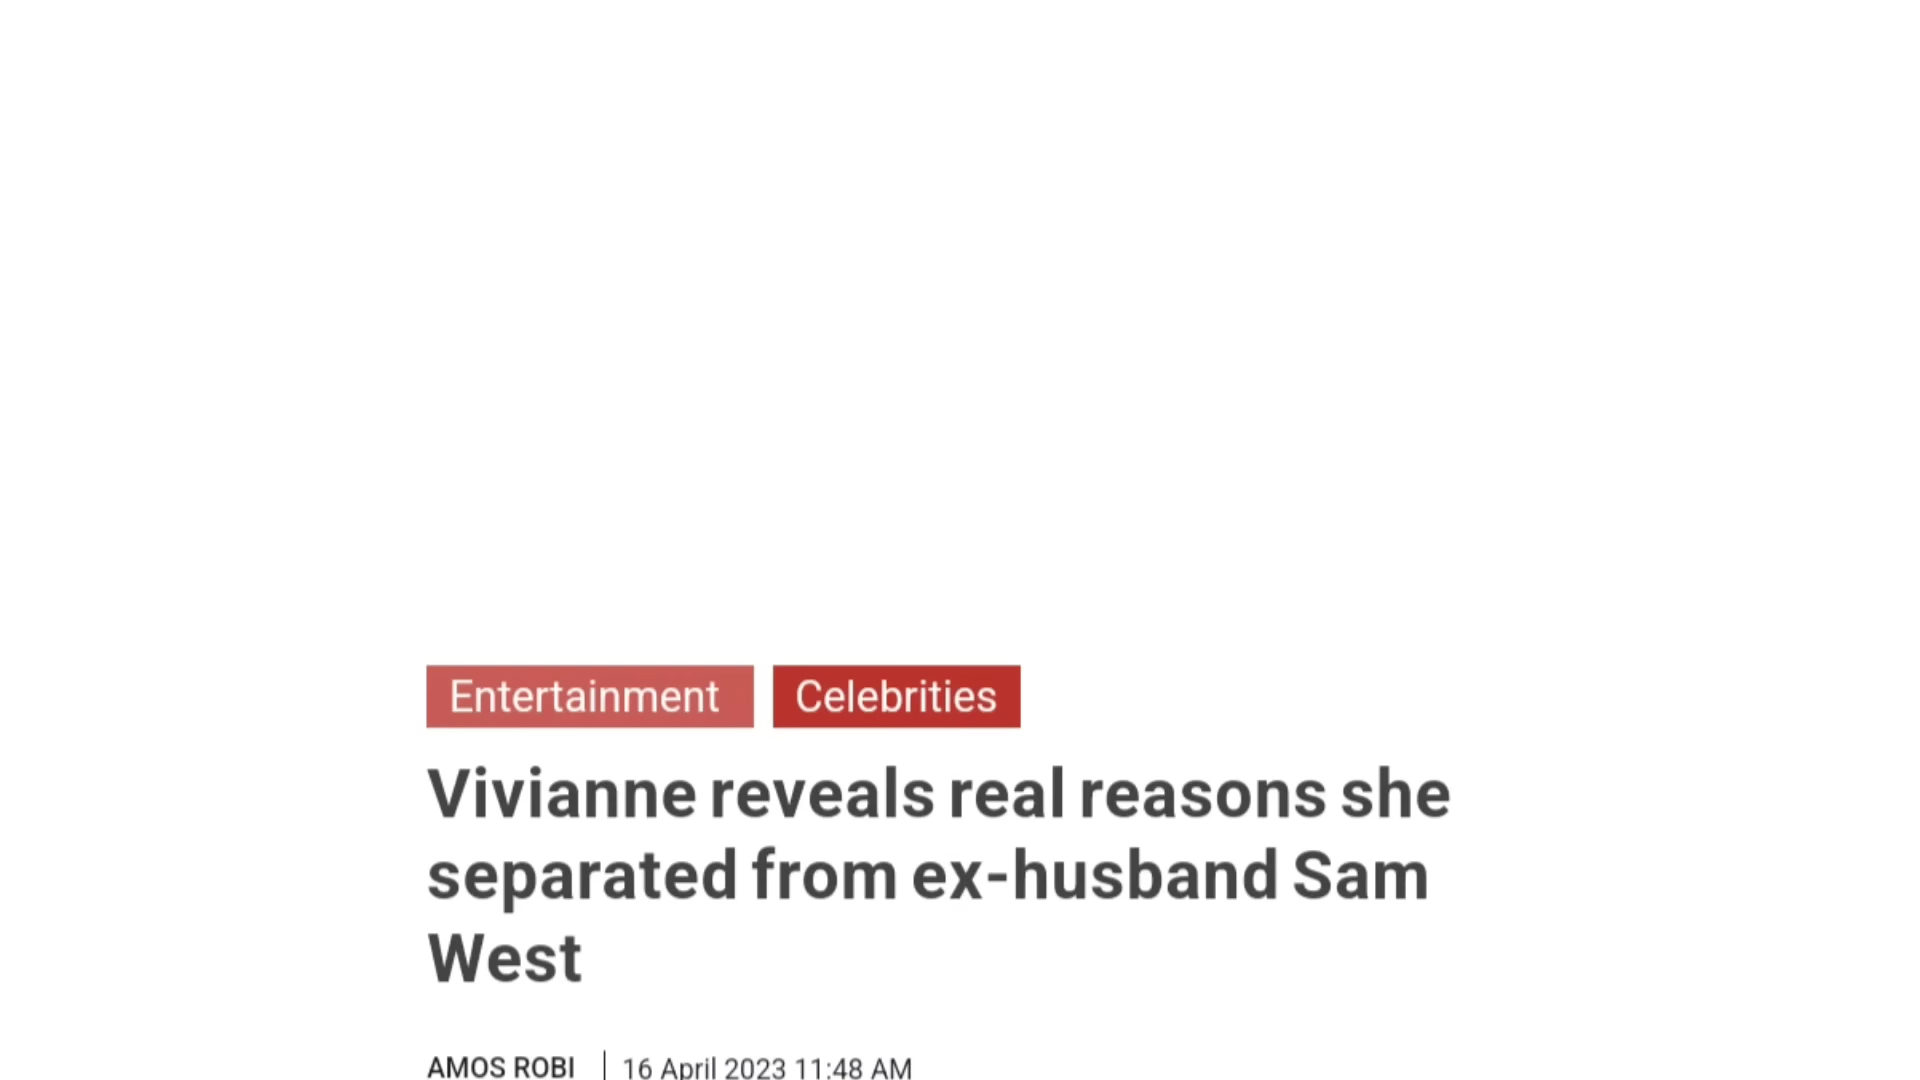 Entertainment Celebrities
Vivianne reveals real reasons she
separated from ex-husband Sam
West
AMOS ROBI | 16 April 2023 11:48 AM